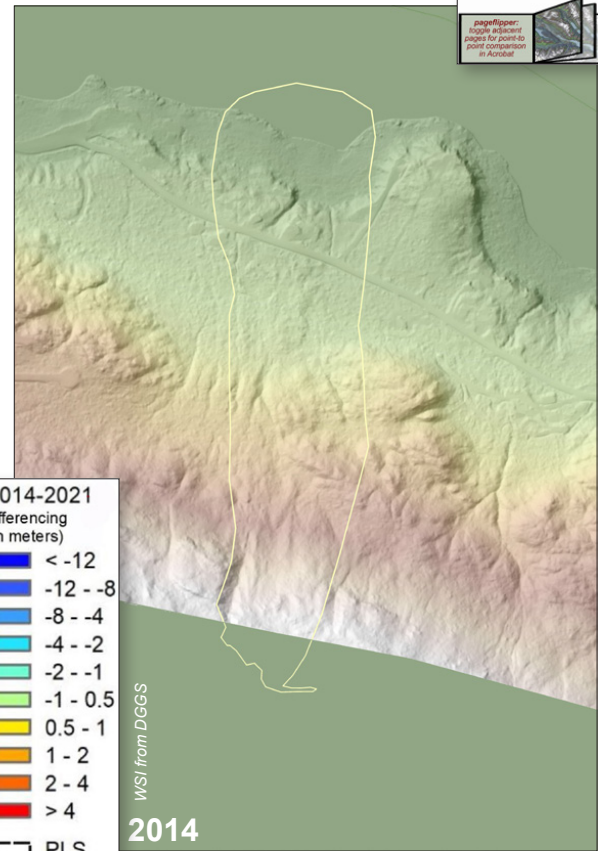 pageflipper:
toggle adjacent
pages for point-to
point comparison
in Acrobat
014-2021
fferencing
n meters)
< -12
-12 - -8
-8 - -4
-4 - -2
-2 - -1
-1 - 0.5
0.5 - 1
1 - 2
2 - 4
> 4
PLS
WSI from DGGS
2014